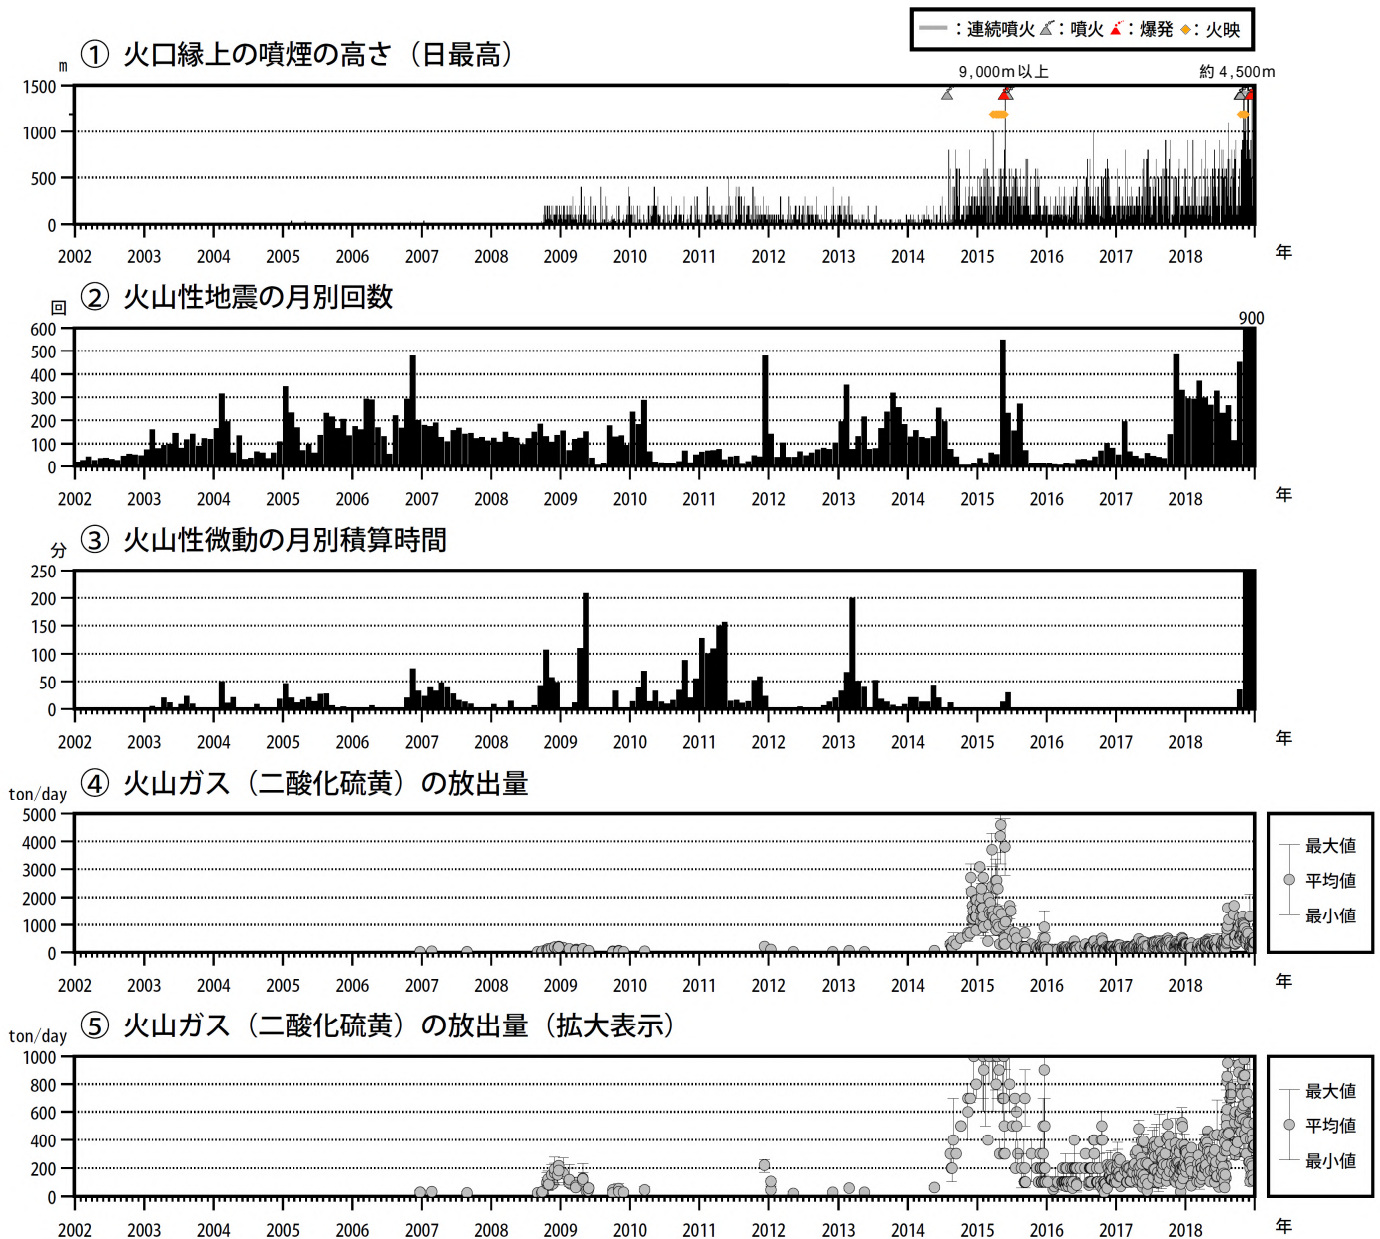 ：連続噴火 ：噴火 ：爆発 ：火映
① 火口縁上の噴煙の高さ（日最高）
m
9,000m以上 約 4,500m
1500
1000
500
0
2002 2003 2004 2005 2006 2007 2008 2009 2010 2011 2012 2013 2014 2015 2016 2017 2018 年
② 火山性地震の月別回数
回
900
600
500
400
300
200
100
0
2002 2003 2004 2005 2006 2007 2008 2009 2010 2011 2012 2013 2014 2015 2016 2017 2018 年
③ 火山性微動の月別積算時間
分
250
200
150
100
50
0
2002 2003 2004 2005 2006 2007 2008 2009 2010 2011 2012 2013 2014 2015 2016 2017 2018 年
④ 火山ガス（二酸化硫黄）の放出量
ton/day
5000
4000
3000
2000
1000
0
最大値
平均値
最小値
2002 2003 2004 2005 2006 2007 2008 2009 2010 2011 2012 2013 2014 2015 2016 2017 2018 年
⑤ 火山ガス（二酸化硫黄）の放出量（拡大表示）
ton/day
1000
800
600
400
200
0
最大値
平均値
最小値
2002 2003 2004 2005 2006 2007 2008 2009 2010 2011 2012 2013 2014 2015 2016 2017 2018 年